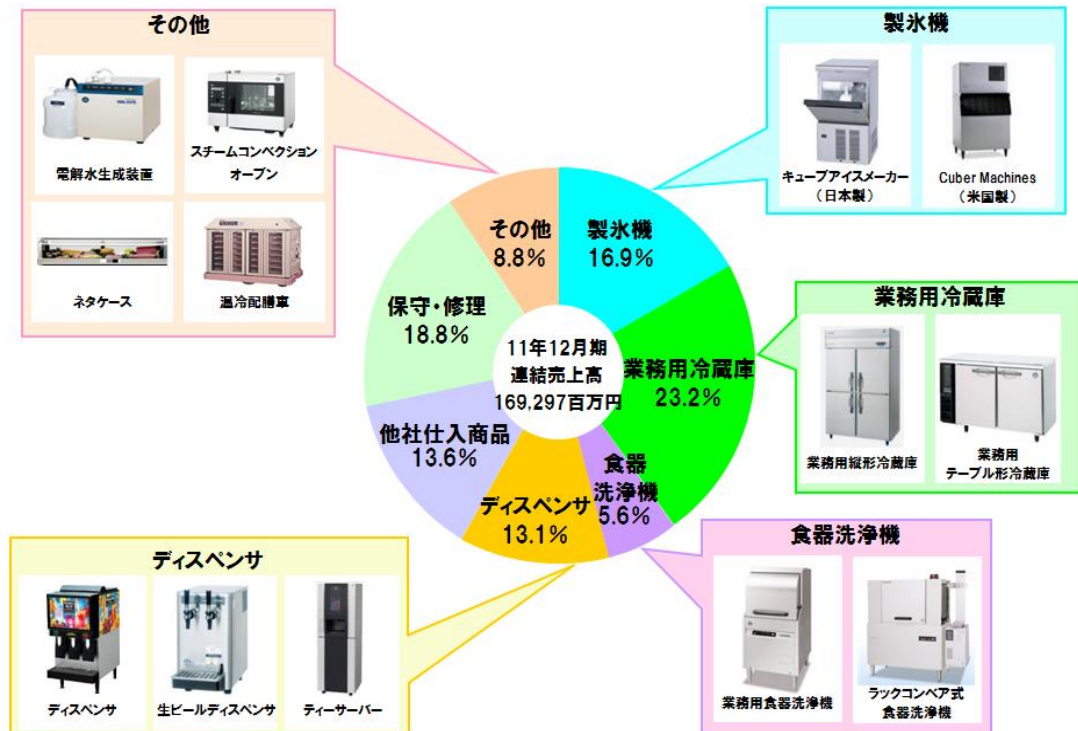 その他
電解水生成装置
スチームコンベクション
オーブン
ネタケース
温冷配膳車
製氷機
キューブアイスメーカー
（日本製）
Cuber Machines
（米国製）
業務用冷蔵庫
業務用縦形冷蔵庫
業務用
テーブル形冷蔵庫
その他
8.8%
製氷機
16.9%
保守・修理
18.8%
11年12月期
連結売上高
169,297百万円
業務用冷蔵庫
23.2%
他社仕入商品
13.6%
ディスペンサ
13.1%
食器
洗浄機
5.6%
ディスペンサ
ディスペンサ
生ビールディスペンサ
ティーサーバー
食器洗浄機
業務用食器洗浄機
ラックコンベア式
食器洗浄機